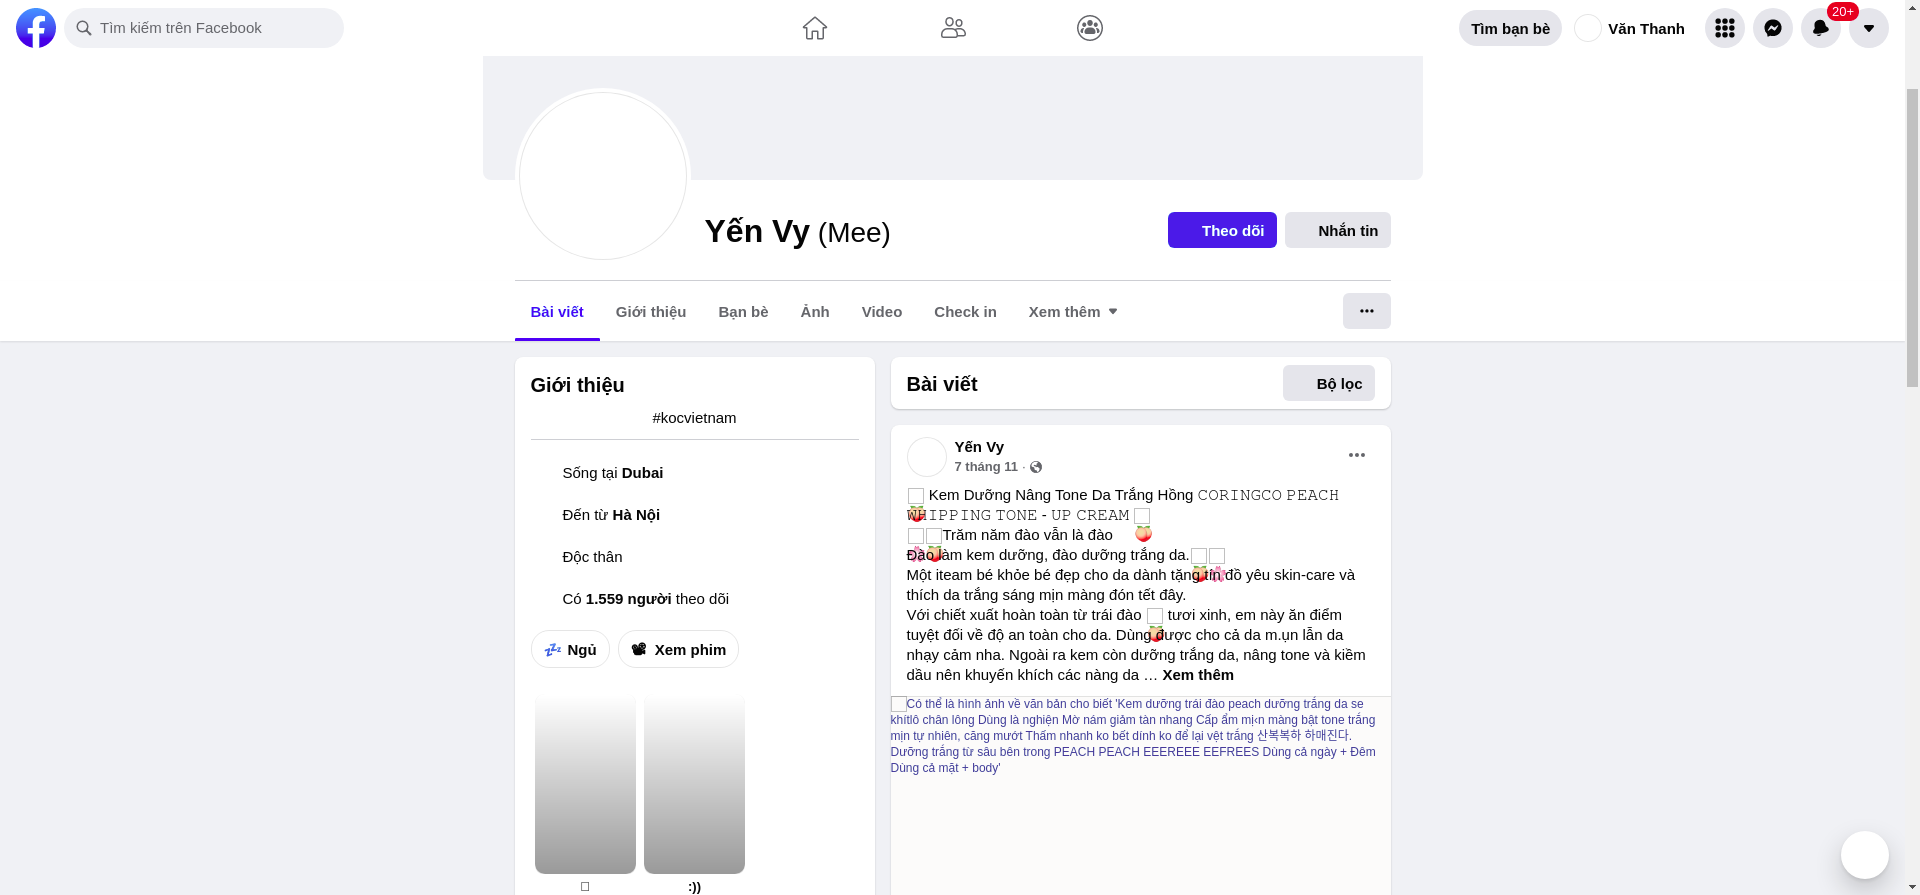 Tìm kiếm trên Facebook
Tìm bạn bè
Văn Thanh
20+
Yến Vy (Mee)
Theo dõi
Nhắn tin
Bài viết
Giới thiệu
Bạn bè
Ảnh
Video
Check in
Xem thêm
Giới thiệu
#kocvietnam
Sống tại Dubai
Đến từ Hà Nội
Độc thân
Có 1.559 người theo dõi
💤 Ngủ
📽 Xem phim
:))
Bài viết
Bộ lọc
Yến Vy
7 tháng 11 ·
🍑 Kem Dưỡng Nâng Tone Da Trắng Hồng 𝙲𝙾𝚁𝙸𝙽𝙶𝙲𝙾 𝙿𝙴𝙰𝙲𝙷
𝚆𝙷𝙸𝙿𝙿𝙸𝙽𝙶 𝚃𝙾𝙽𝙴 - 𝚄𝙿 𝙲𝚁𝙴𝙰𝙼 🍑
🌸🍑Trăm năm đào vẫn là đào
Đào làm kem dưỡng, đào dưỡng trắng da.🍑🌸
Một iteam bé khỏe bé đẹp cho da dành tặng tín đồ yêu skin-care và
thích da trắng sáng mịn màng đón tết đây.
Với chiết xuất hoàn toàn từ trái đào 🍑 tươi xinh, em này ăn điểm
tuyệt đối về độ an toàn cho da. Dùng được cho cả da m.ụn lẫn da
nhạy cảm nha. Ngoài ra kem còn dưỡng trắng da, nâng tone và kiềm
dầu nên khuyến khích các nàng da … Xem thêm
Có thể là hình ảnh về văn bản cho biết 'Kem dưỡng trái đào peach dưỡng trắng da se
khítlô chân lông Dùng là nghiện Mờ nám giảm tàn nhang Cấp ẩm mị‹n màng bật tone trắng
mịn tự nhiên, căng mướt Thấm nhanh ko bết dính ko để lại vệt trắng 산복복하 하매진다.
Dưỡng trắng từ sâu bên trong PEACH PEACH EEEREEE EEFREES Dùng cả ngày + Đêm
Dùng cả mặt + body'